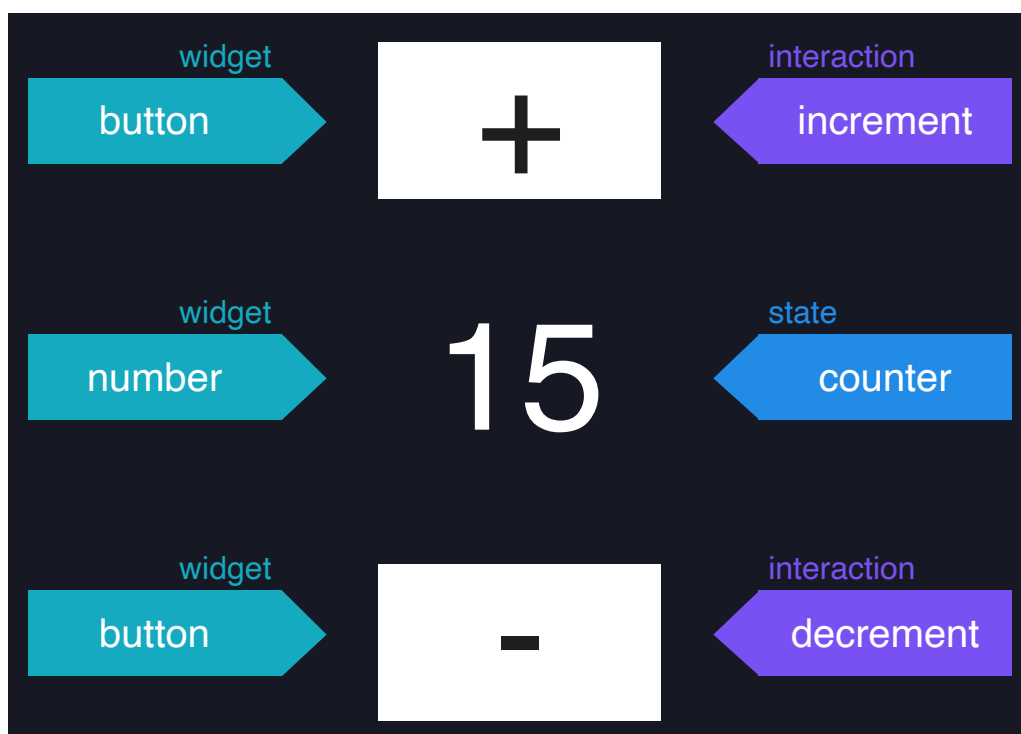 widget
interaction
button
+
increment
widget
state
number
15
counter
widget
interaction
button
-
decrement